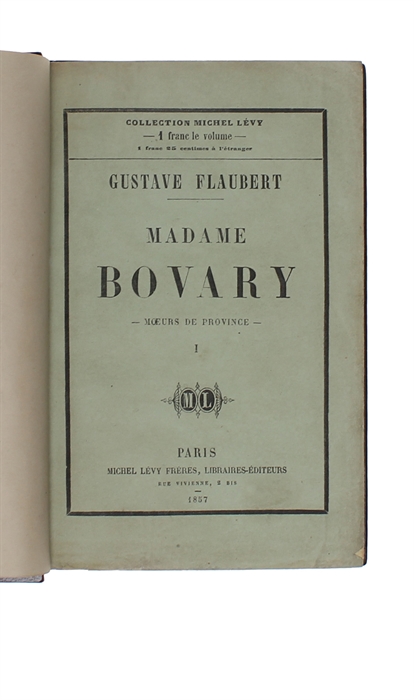 COLLECTION MICHEL LÉVY
— 1 franc le volume —
1 franc 25 centimes à l'étranger
GUSTAVE FLAUBERT
MADAME
BOVARY
— MŒURS DE PROVINCE —
I
ML
PARIS
MICHEL LÉVY FRÈRES, LIBRAIRES-ÉDITEURS
RUE VIVIENNE, 2 BIS
—
1857